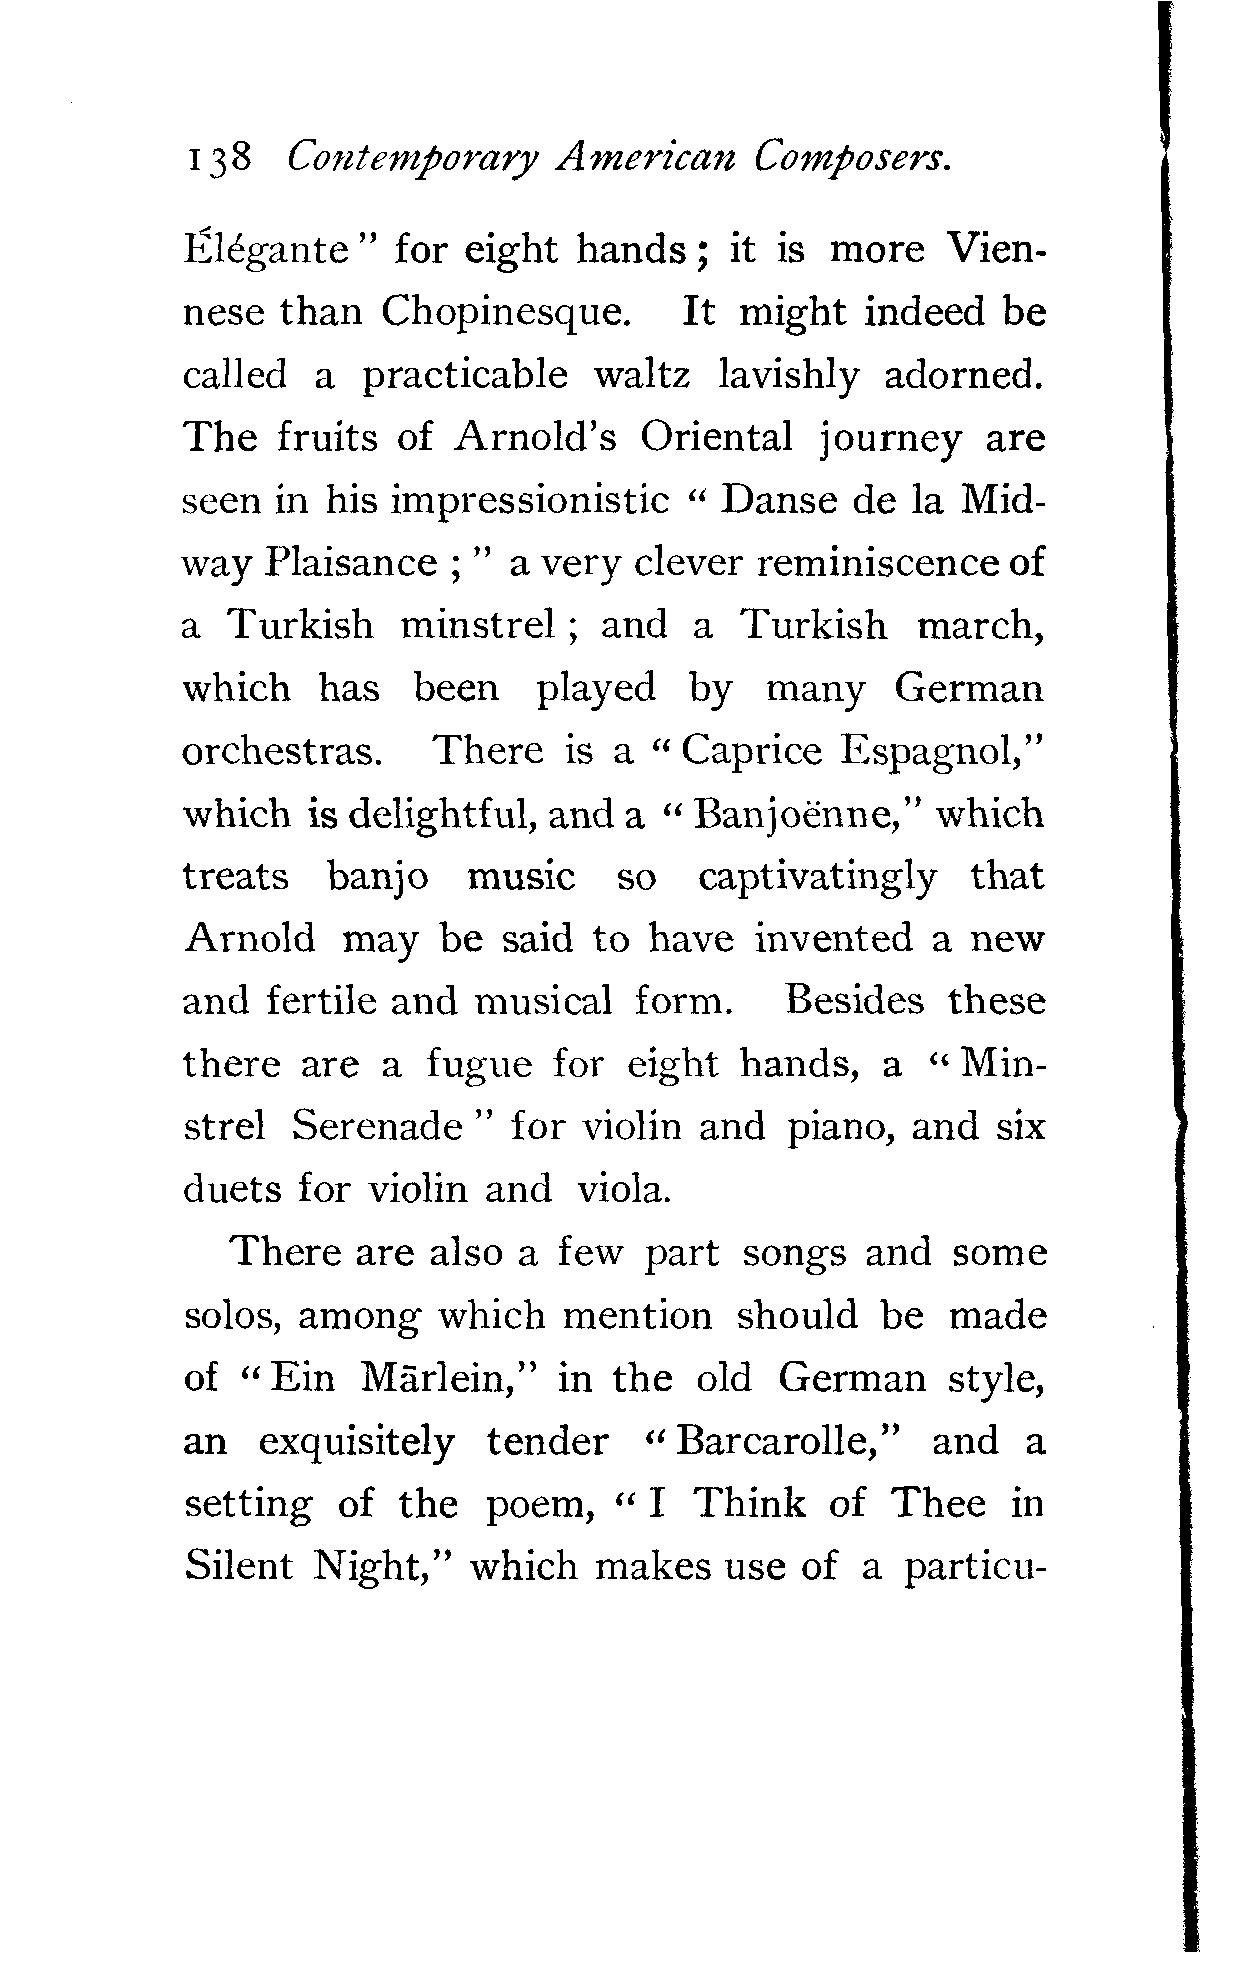 138 Contemporary American Composers.
Élégante" for eight hands; it is more Vien-
nese than Chopinesque. It might indeed be
called a practicable waltz lavishly adorned.
The fruits of Arnold's Oriental journey are
seen in his impressionistic "Danse de la Mid-
way Plaisance;" a very clever reminiscence of
a Turkish minstrel; and a Turkish march,
which has been played by many German
orchestras. There is a "Caprice Espagnol,"
which is delightful, and a "Banjoënne," which
treats banjo music so captivatingly that
Arnold may be said to have invented a new
and fertile and musical form. Besides these
there are a fugue for eight hands, a "Min-
strel Serenade" for violin and piano, and six
duets for violin and viola.
There are also a few part songs and some
solos, among which mention should be made
of "Ein Märlein," in the old German style,
an exquisitely tender "Barcarolle," and a
setting of the poem, "I Think of Thee in
Silent Night," which makes use of a particu-